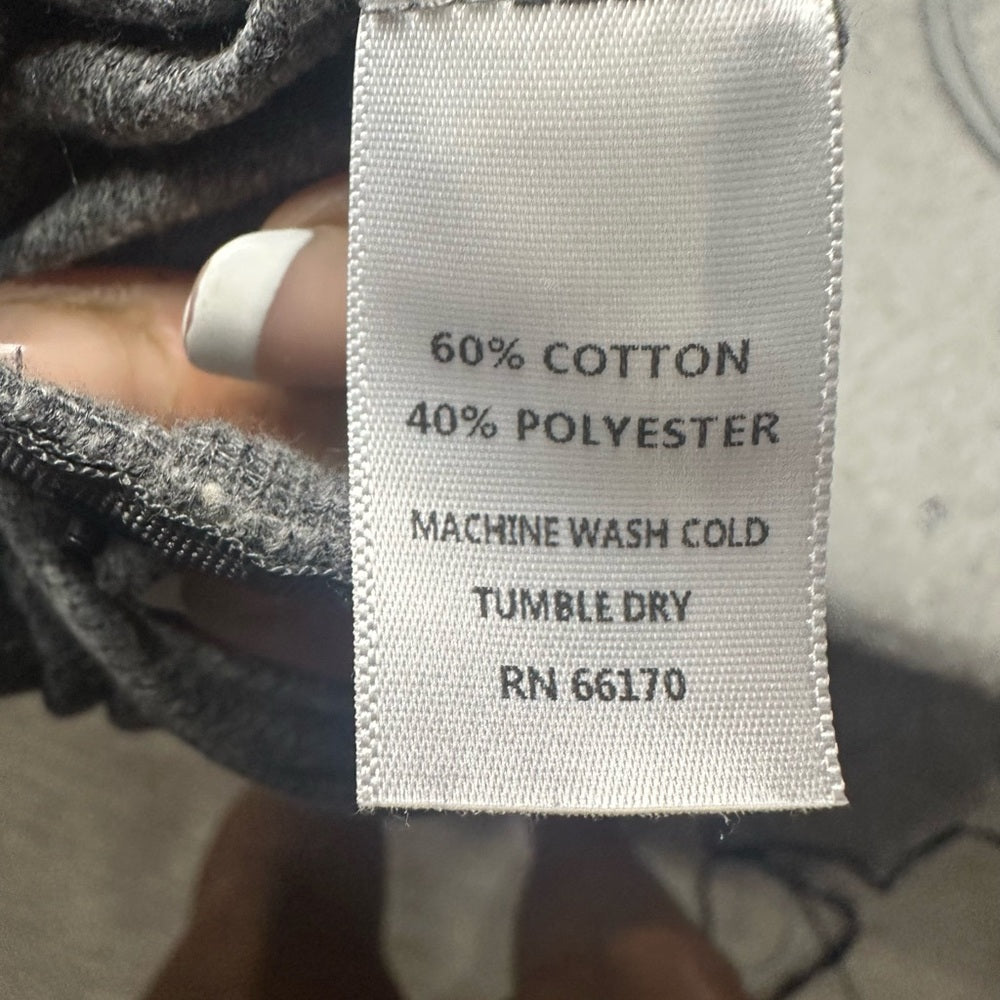 60% COTTON
40% POLYESTER
MACHINE WASH COLD
TUMBLE DRY
RN 66170